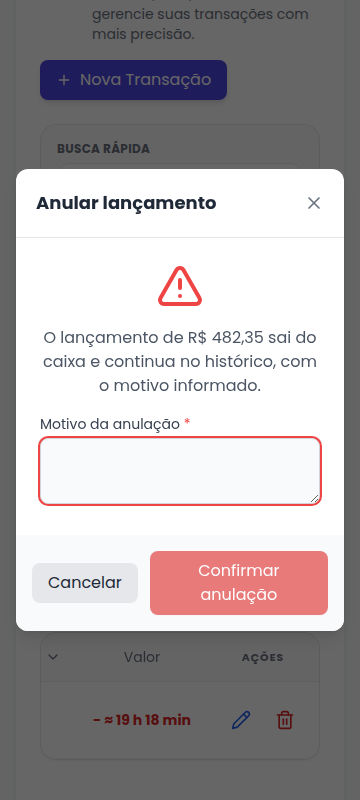 gerencie suas transações com
mais precisão.
+ Nova Transação
BUSCA RÁPIDA
Anular lançamento
O lançamento de R$ 482,35 sai do
caixa e continua no histórico, com
o motivo informado.
Motivo da anulação *
Cancelar
Confirmar
anulação
Valor
AÇÕES
- ≈ 19 h 18 min